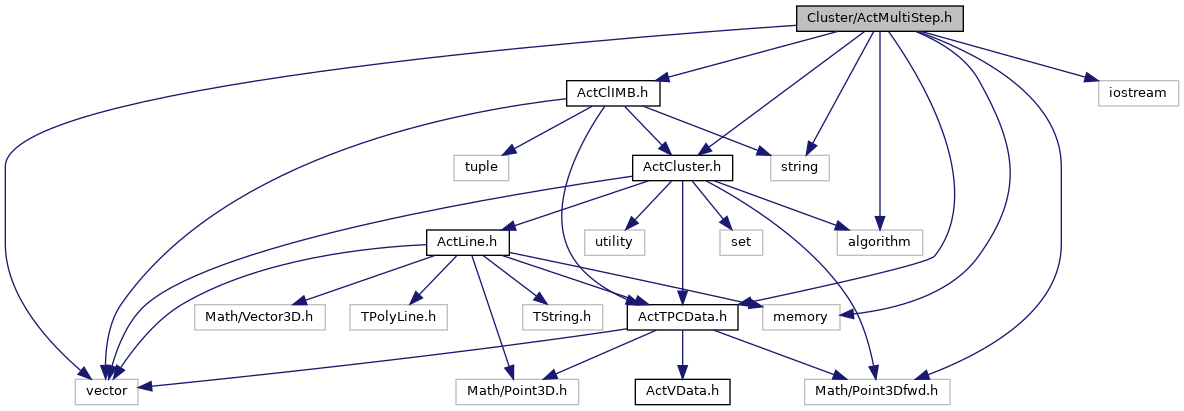 Cluster/ActMultiStep.h
ActClIMB.h
iostream
tuple
ActCluster.h
string
ActLine.h
utility
set
algorithm
Math/Vector3D.h
TPolyLine.h
TString.h
ActTPCData.h
memory
vector
Math/Point3D.h
ActVData.h
Math/Point3Dfwd.h